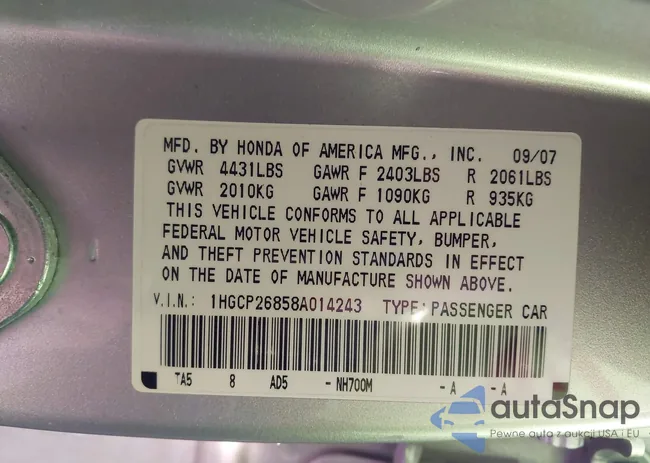 MFD. BY HONDA OF AMERICA MFG., INC. 09/07
GVWR 4431LBS GAWR F 2403LBS R 2061LBS
GVWR 2010KG GAWR F 1090KG R 935KG
THIS VEHICLE CONFORMS TO ALL APPLICABLE
FEDERAL MOTOR VEHICLE SAFETY, BUMPER,
AND THEFT PREVENTION STANDARDS IN EFFECT
ON THE DATE OF MANUFACTURE SHOWN ABOVE.
V.I.N.: 1HGCP26858A014243 TYPE: PASSENGER CAR
TA5 8 AD5 -NH700M -A -A
autoSnap
Pewne auta z aukcji USA i EU